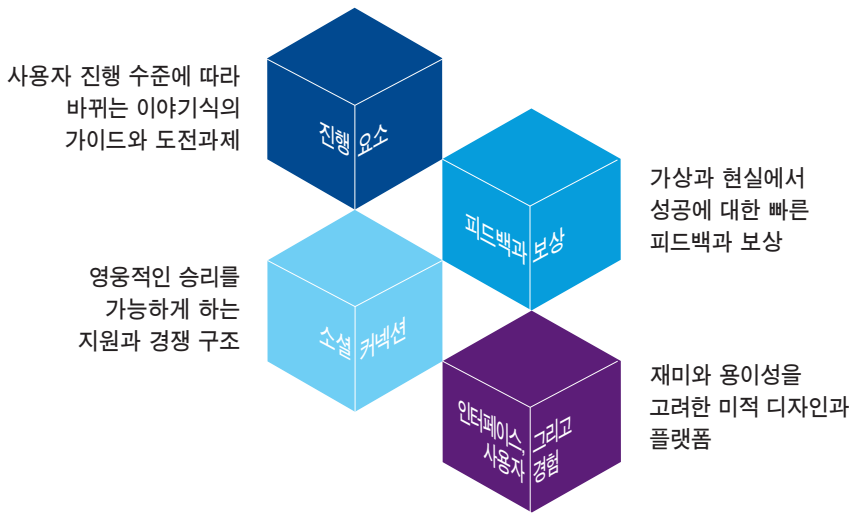 사용자 진행 수준에 따라
바뀌는 이야기식의
가이드와 도전과제
진행 요소
피드백과 보상
가상과 현실에서
성공에 대한 빠른
피드백과 보상
영웅적인 승리를
가능하게 하는
지원과 경쟁 구조
소셜 커넥션
인터페이스, 그리고
사용자 경험
재미와 용이성을
고려한 미적 디자인과
플랫폼